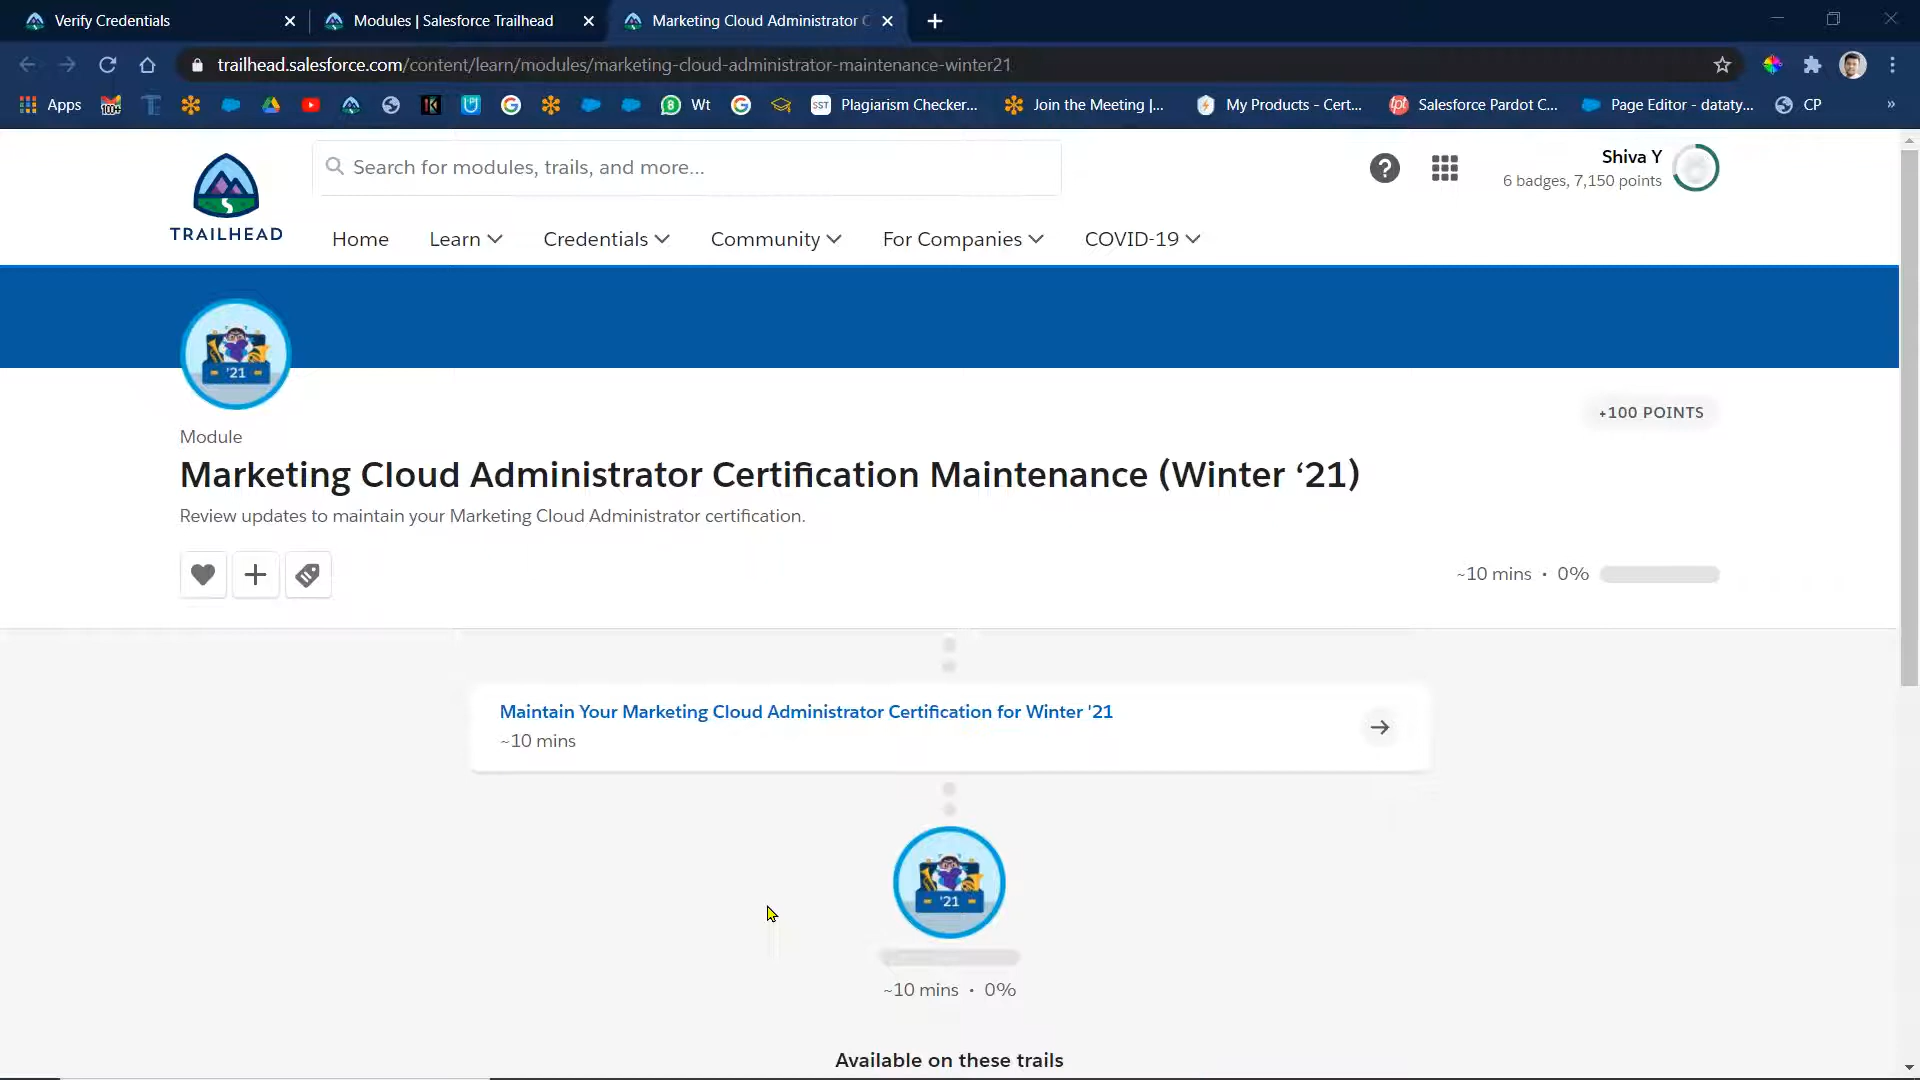 Verify Credentials
Modules | Salesforce Trailhead
Marketing Cloud Administrator C
trailhead.salesforce.com/content/learn/modules/marketing-cloud-administrator-maintenance-winter21
Apps
100+
8
Wt
SST
Plagiarism Checker...
Join the Meeting |...
My Products - Cert...
Salesforce Pardot C...
Page Editor - dataty...
CP
»
TRAILHEAD
Search for modules, trails, and more...
?
Shiva Y
6 badges, 7,150 points
Home
Learn
Credentials
Community
For Companies
COVID-19
'21
+100 POINTS
Module
Marketing Cloud Administrator Certification Maintenance (Winter ‘21)
Review updates to maintain your Marketing Cloud Administrator certification.
~10 mins • 0%
Maintain Your Marketing Cloud Administrator Certification for Winter '21
~10 mins
'21
~10 mins • 0%
Available on these trails